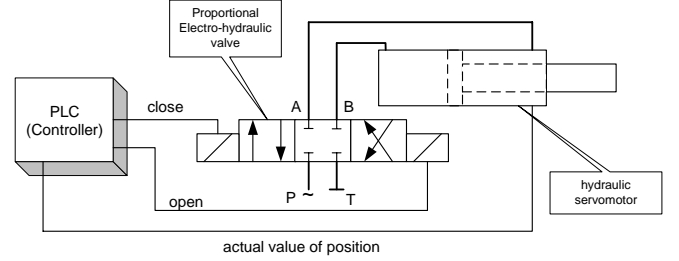 Proportional
Electro-hydraulic
valve
PLC
(Controller)
close
A
B
P
~
T
open
hydraulic
servomotor
actual value of position